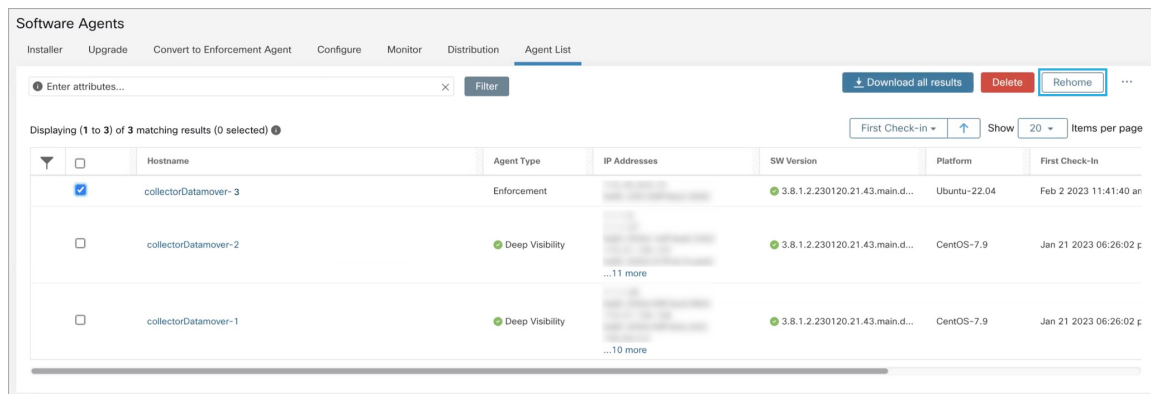 Software Agents
Installer Upgrade Convert to Enforcement Agent Configure Monitor Distribution Agent List
Enter attributes... Filter Download all results Delete Rehome ...
Displaying (1 to 3) of 3 matching results (0 selected) First Check-in Show 20 Items per page
Hostname Agent Type IP Addresses SW Version Platform First Check-In
collectorDatamover- 3 Enforcement 3.8.1.2.230120.21.43.main.d... Ubuntu-22.04 Feb 2 2023 11:41:40 am
collectorDatamover-2 Deep Visibility 3.8.1.2.230120.21.43.main.d... CentOS-7.9 Jan 21 2023 06:26:02 p
...11 more
collectorDatamover-1 Deep Visibility 3.8.1.2.230120.21.43.main.d... CentOS-7.9 Jan 21 2023 06:26:02 p
...10 more